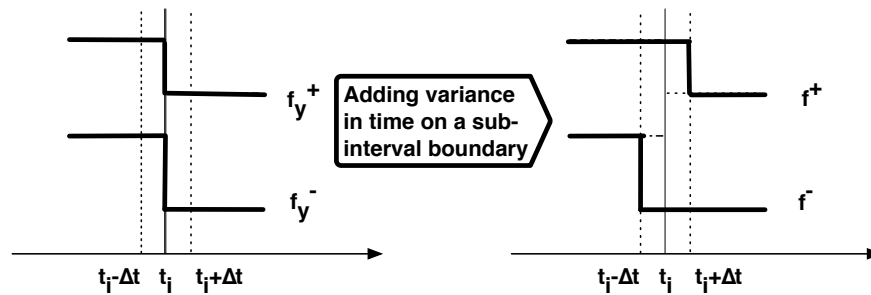 f_y^+
f_y^-
t_i-Δt t_i t_i+Δt
Adding variance
in time on a sub-
interval boundary
f^+
f^-
t_i-Δt t_i t_i+Δt